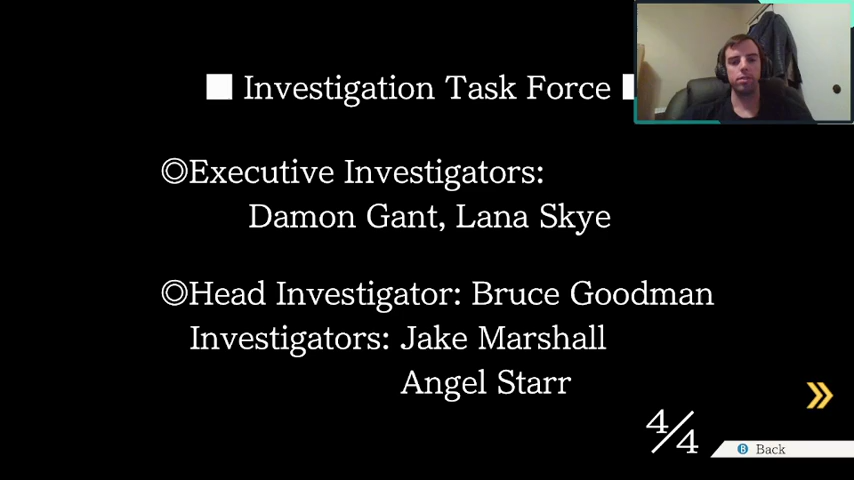 ■ Investigation Task Force
◎Executive Investigators:
Damon Gant, Lana Skye
◎Head Investigator: Bruce Goodman
Investigators: Jake Marshall
Angel Starr
4/4
B Back